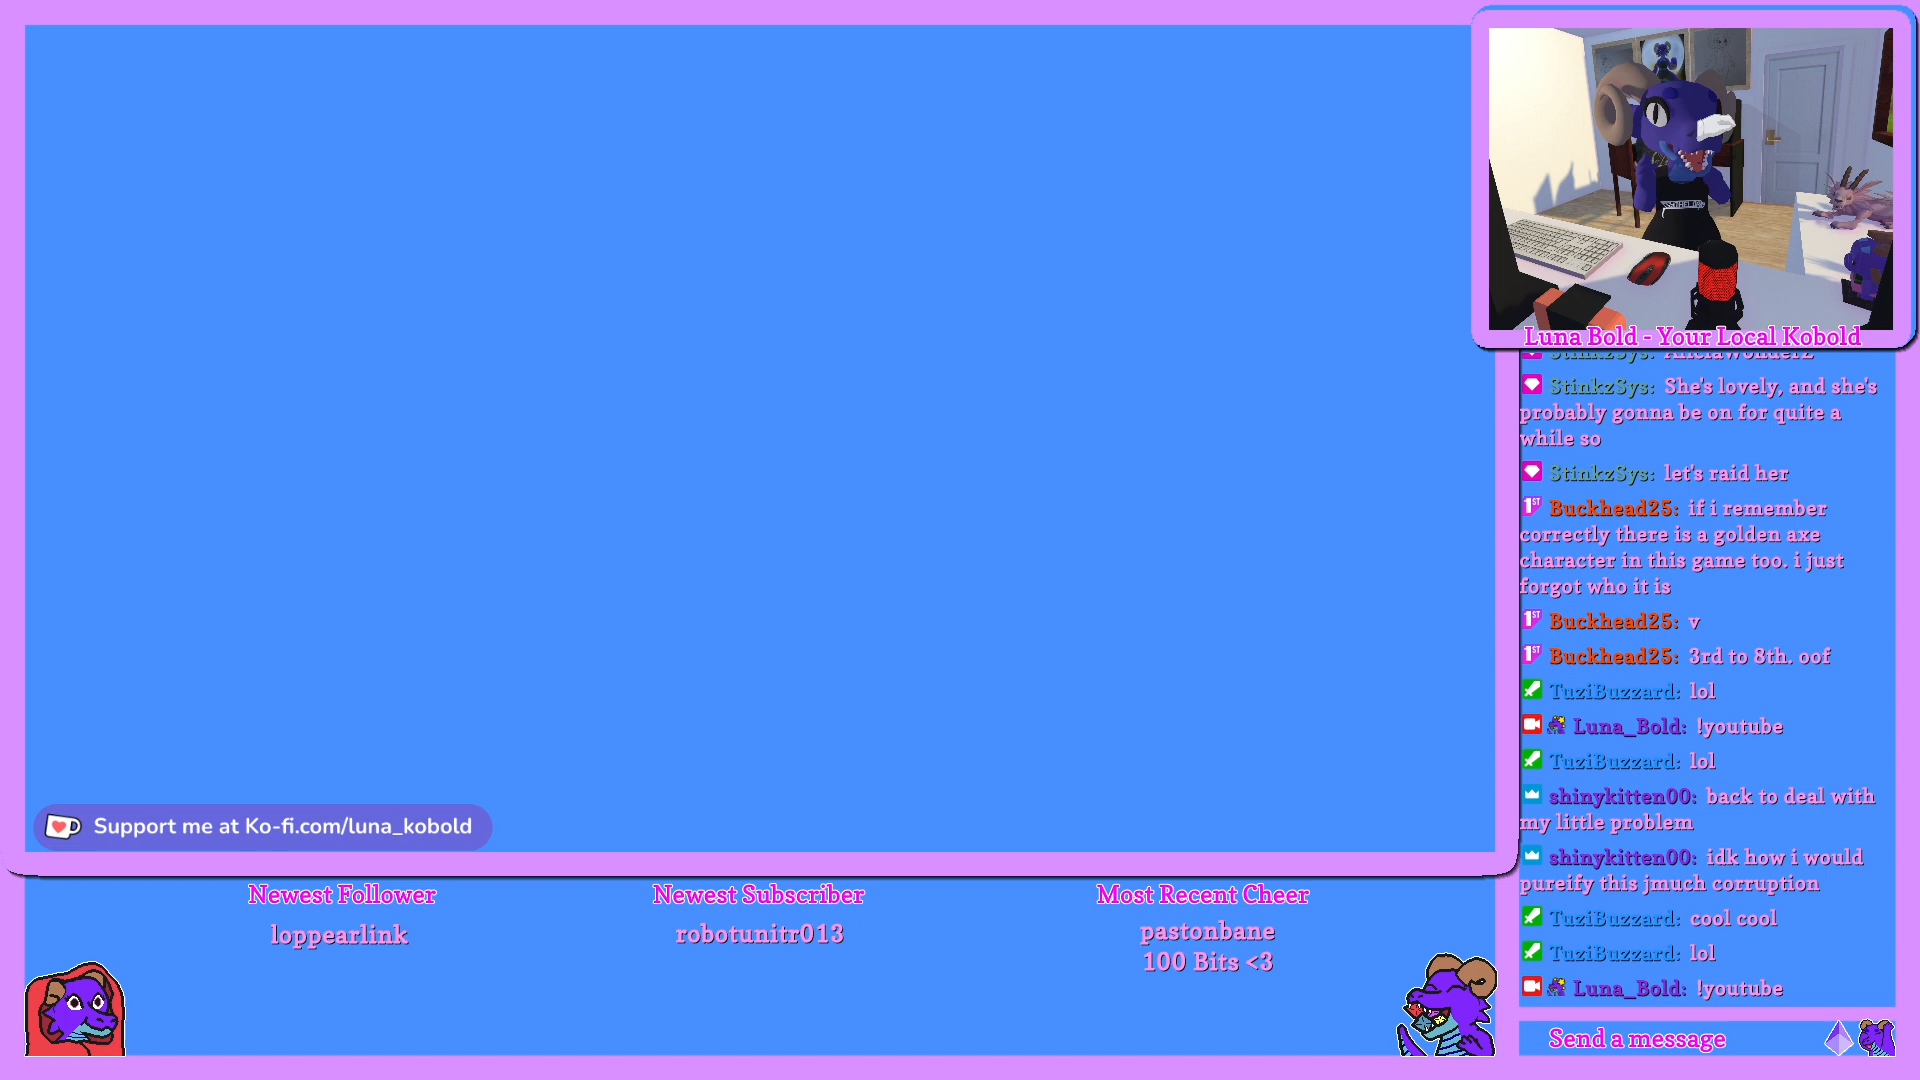 Luna Bold - Your Local Kobold
StinkzSys: AliciaWonderZ
StinkzSys: She's lovely, and she's
probably gonna be on for quite a
while so
StinkzSys: let's raid her
1ST Buckhead25: if i remember
correctly there is a golden axe
character in this game too. i just
forgot who it is
1ST Buckhead25: v
1ST Buckhead25: 3rd to 8th. oof
TuziBuzzard: lol
Luna_Bold: !youtube
TuziBuzzard: lol
shinykitten00: back to deal with
my little problem
shinykitten00: idk how i would
pureify this jmuch corruption
TuziBuzzard: cool cool
TuziBuzzard: lol
Luna_Bold: !youtube
Send a message
Support me at Ko-fi.com/luna_kobold
Newest Follower
loppearlink
Newest Subscriber
robotunitr013
Most Recent Cheer
pastonbane
100 Bits <3